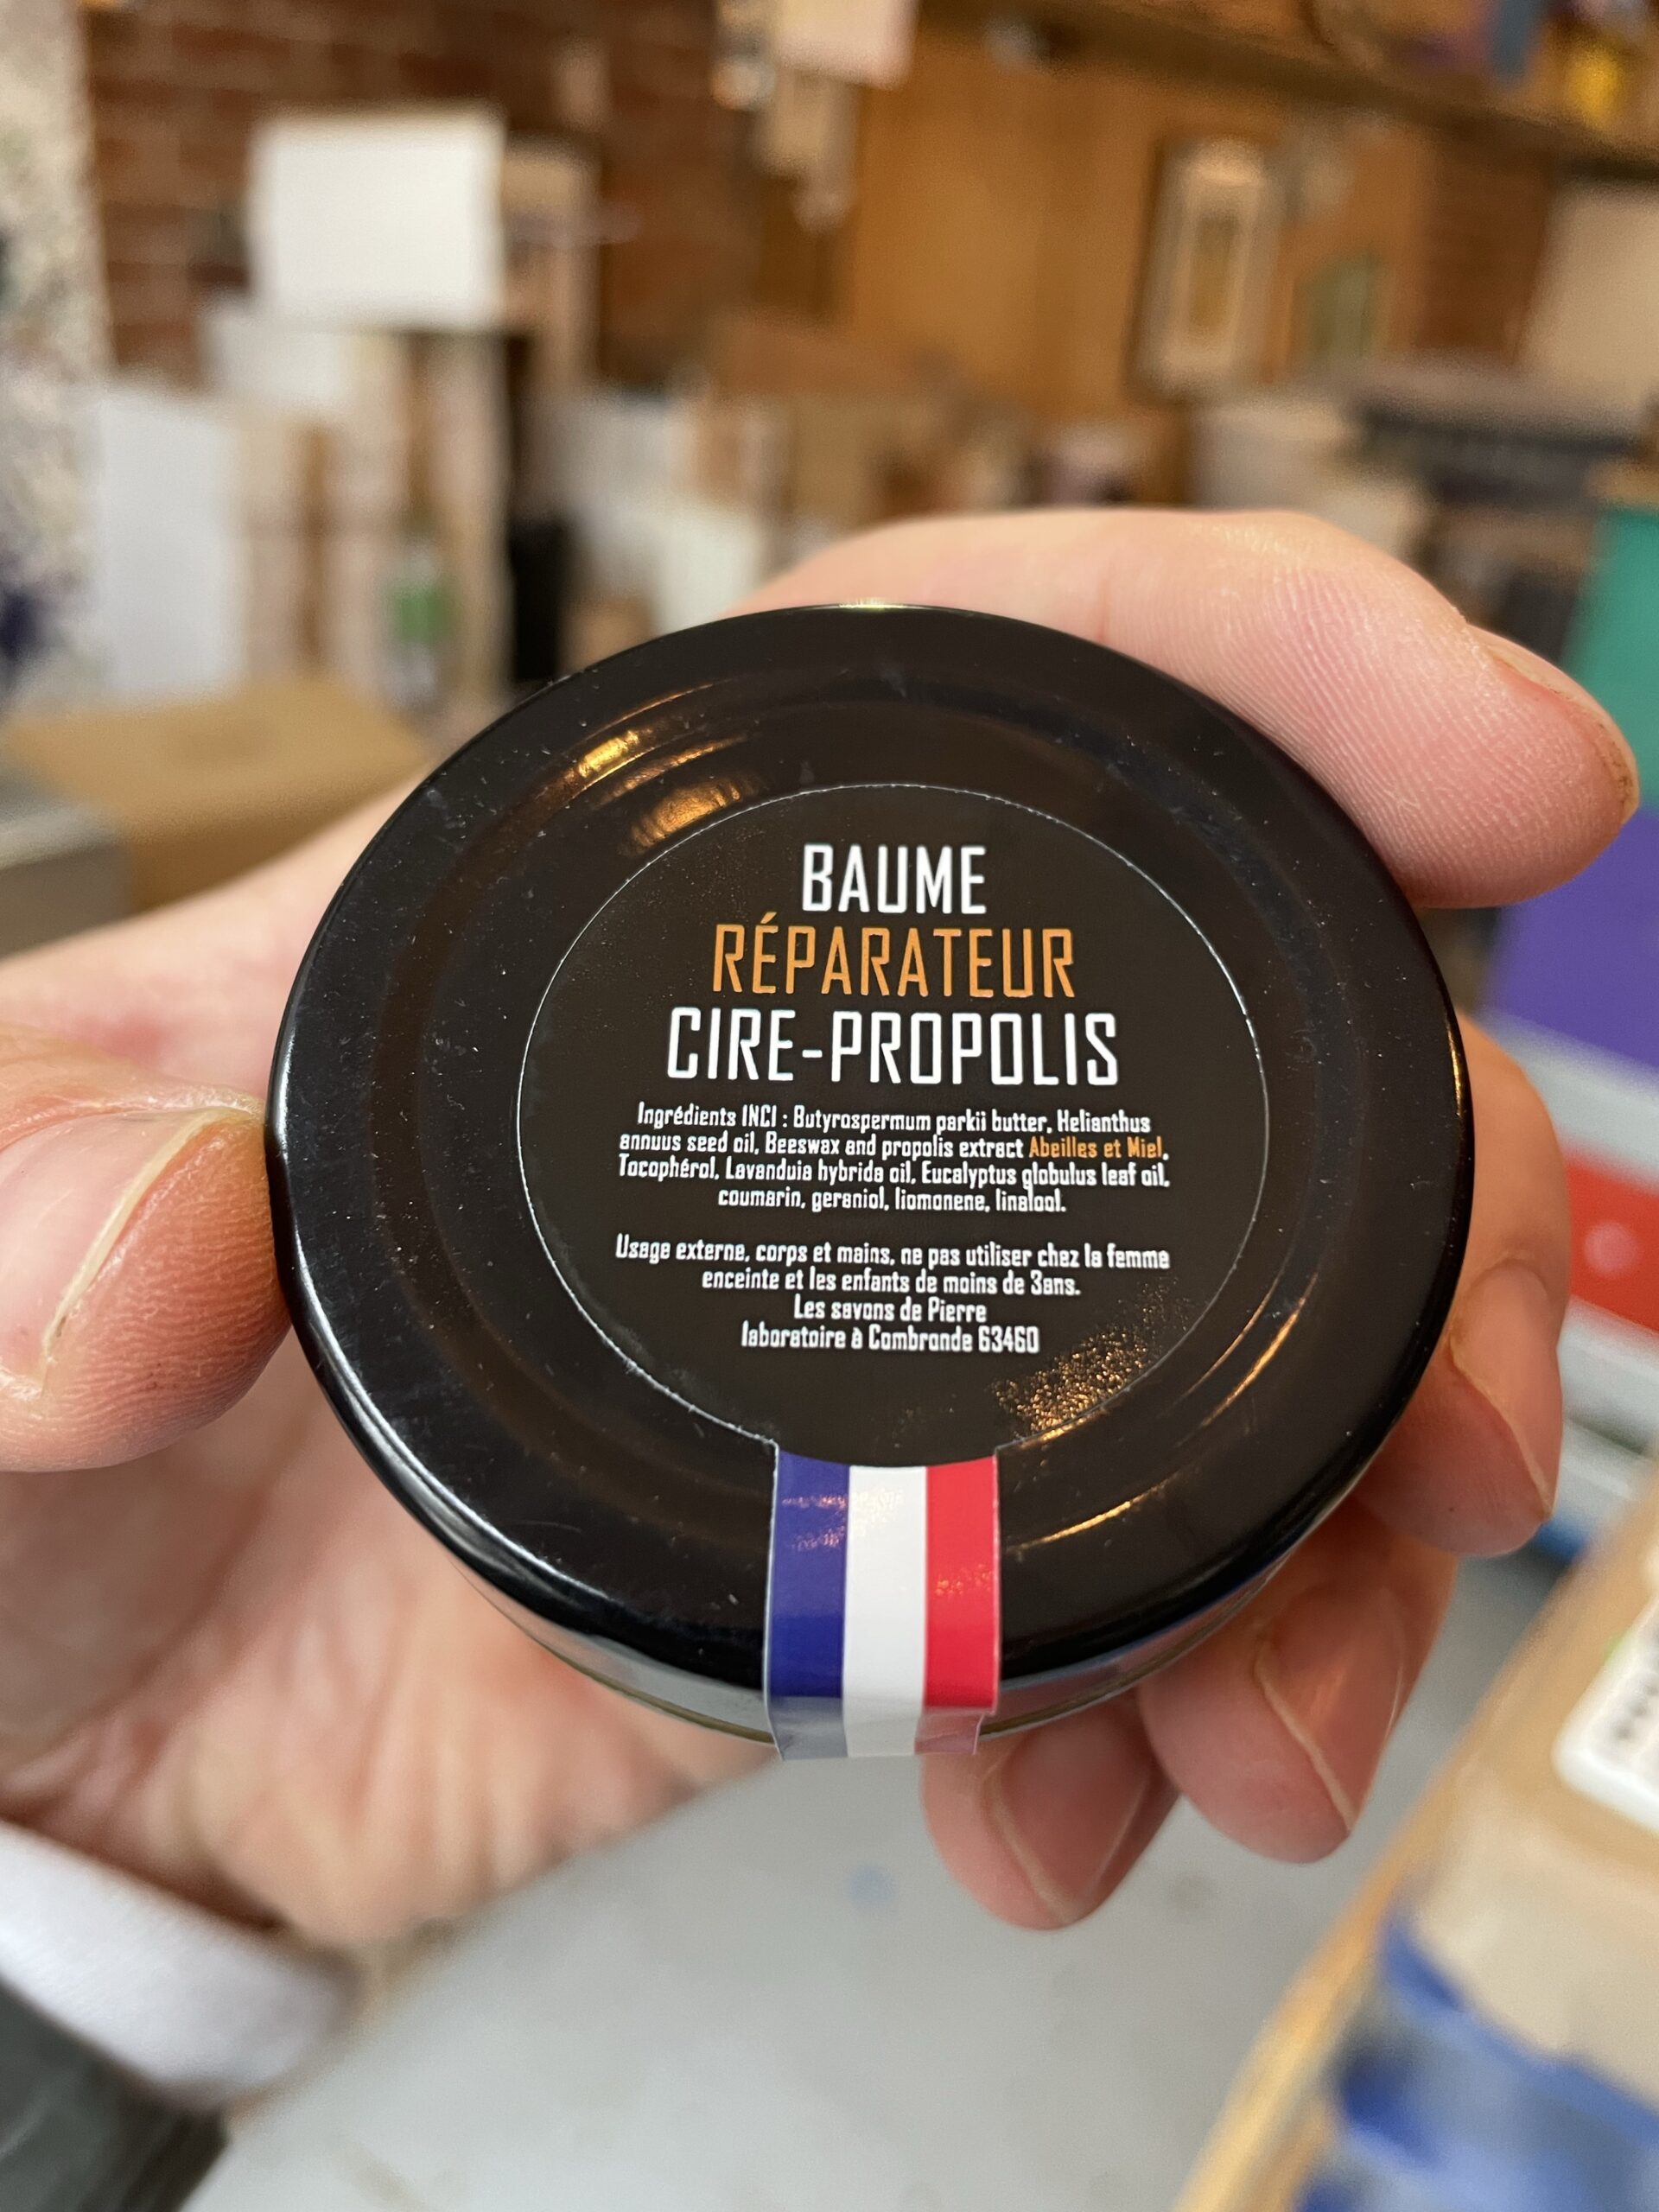 BAUME
RÉPARATEUR
CIRE-PROPOLIS
Ingrédients INCI : Butyrospermum parkii butter, Helianthus
annuus seed oil, Beeswax and propolis extract Abeilles et Miel,
Tocophérol, Lavanduia hybrida oil, Eucalyptus globulus leaf oil,
coumarin, geraniol, liomonene, linalool.
Usage externe, corps et mains, ne pas utiliser chez la femme
enceinte et les enfants de moins de 3ans.
Les savons de Pierre
laboratoire à Combronde 63460